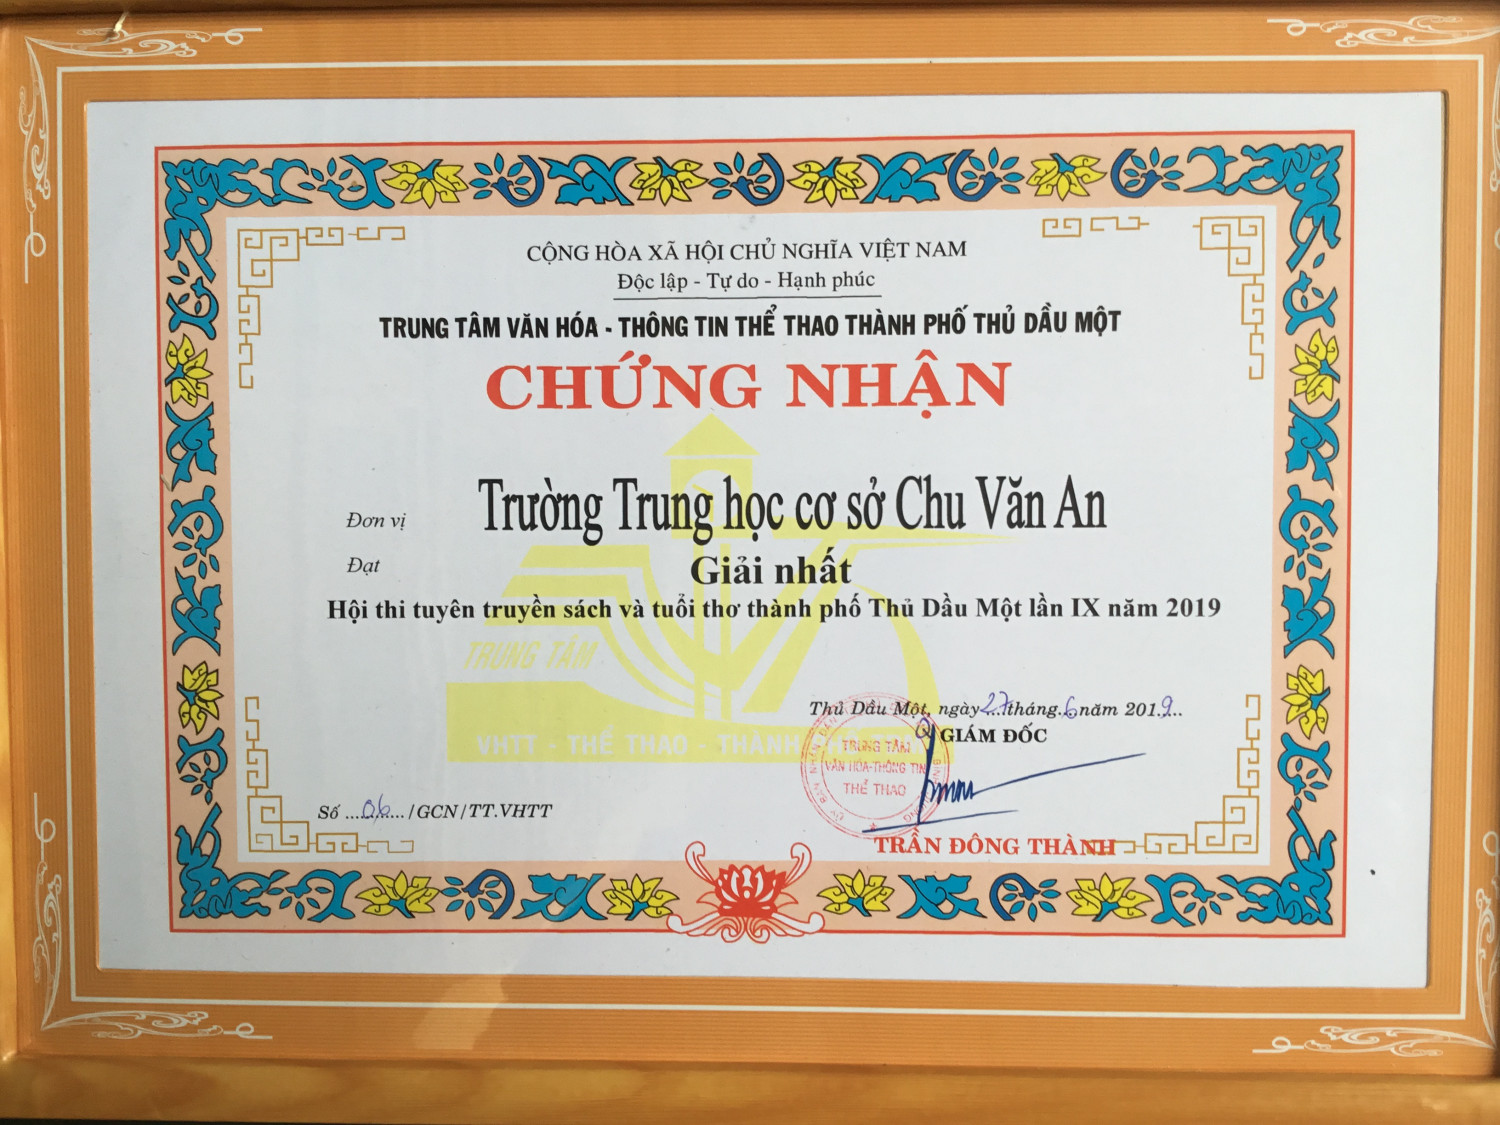 CỘNG HÒA XÃ HỘI CHỦ NGHĨA VIỆT NAM
Độc lập - Tự do - Hạnh phúc
TRUNG TÂM VĂN HÓA - THÔNG TIN THỂ THAO THÀNH PHỐ THỦ DẦU MỘT
CHỨNG NHẬN
Đơn vị Trường Trung học cơ sở Chu Văn An
Đạt Giải nhất
Hội thi tuyên truyền sách và tuổi thơ thành phố Thủ Dầu Một lần IX năm 2019
TRUNG TÂM
VHTT - THỂ THAO - THÀNH PHỐ
Thủ Dầu Một, ngày 27 tháng 6 năm 2019
GIÁM ĐỐC
TRUNG TÂM
VĂN HÓA-THÔNG TIN
THỂ THAO
Số ...06.... /GCN/TT.VHTT
TRẦN ĐÔNG THÀNH